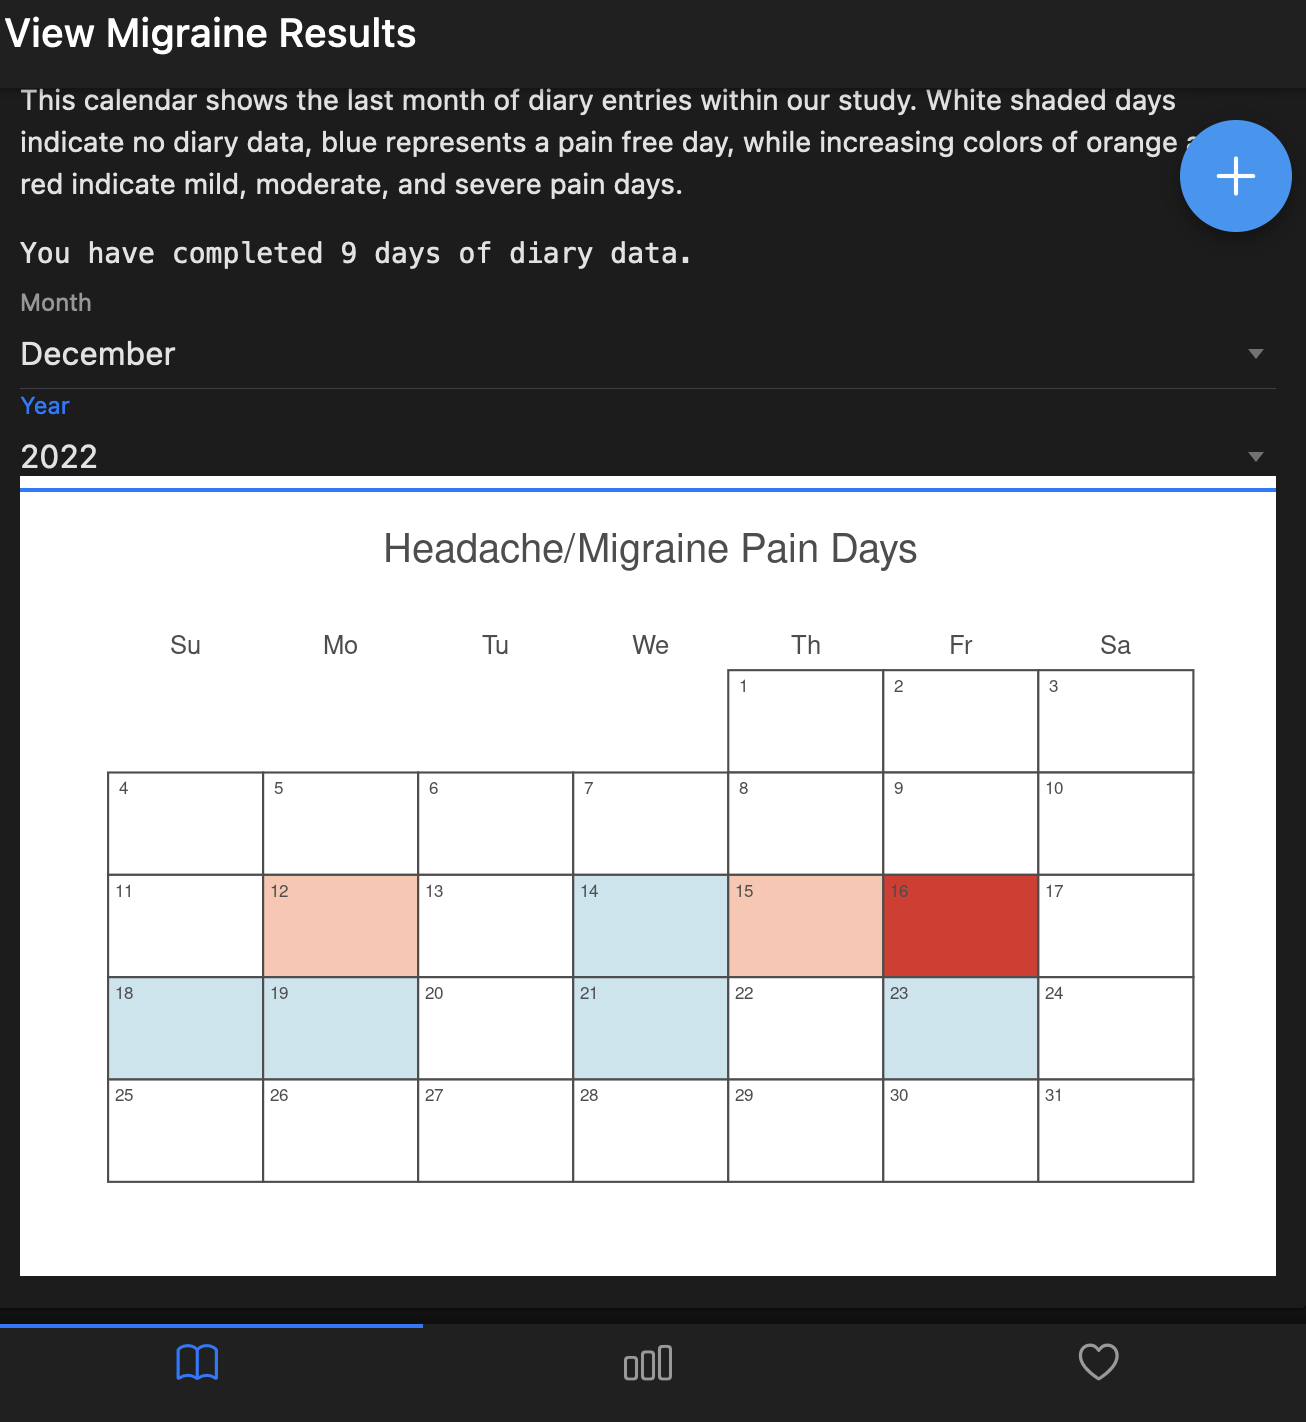 View Migraine Results
This calendar shows the last month of diary entries within our study. White shaded days
indicate no diary data, blue represents a pain free day, while increasing colors of orange
red indicate mild, moderate, and severe pain days.
You have completed 9 days of diary data.
Month
December
Year
2022
Headache/Migraine Pain Days
Su Mo Tu We Th Fr Sa
1 2 3
4 5 6 7 8 9 10
11 12 13 14 15 16 17
18 19 20 21 22 23 24
25 26 27 28 29 30 31